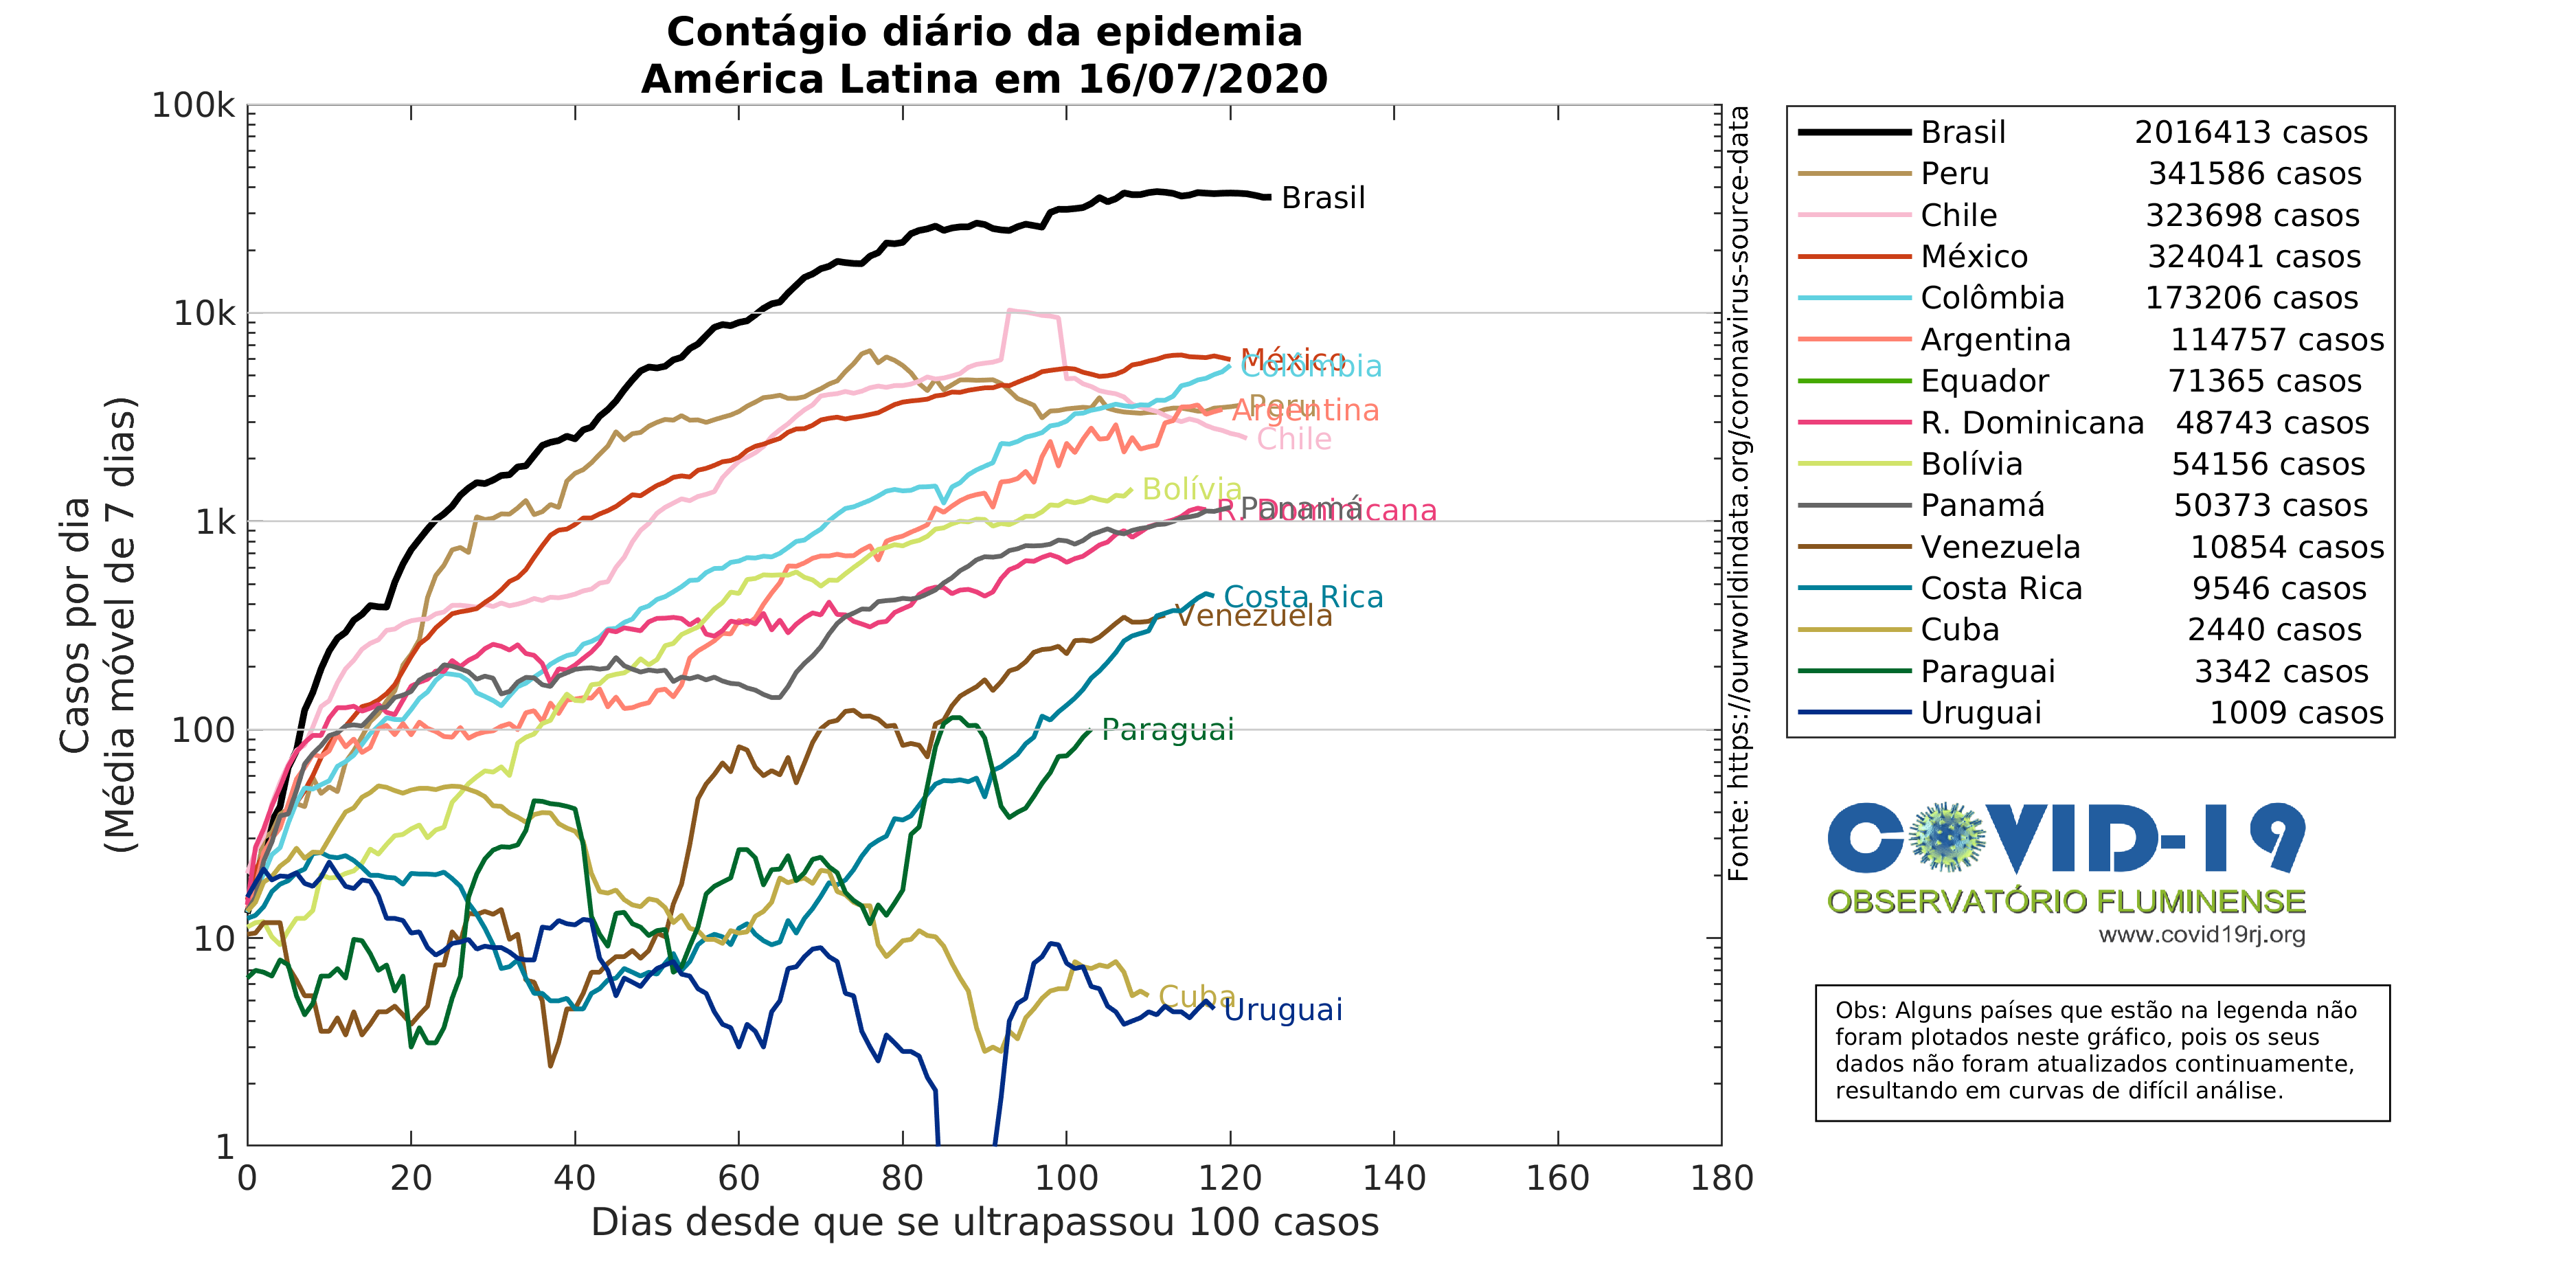 Contágio diário da epidemia
América Latina em 16/07/2020
Casos por dia
(Média móvel de 7 dias)
100k
10k
1k
100
10
1
0 20 40 60 80 100 120 140 160 180
Dias desde que se ultrapassou 100 casos
Brasil
México
Colômbia
Peru
Argentina
Chile
Bolívia
Panamá
R. Dominicana
Costa Rica
Venezuela
Paraguai
Cuba
Uruguai
Fonte: https://ourworldindata.org/coronavirus-source-data
Brasil 2016413 casos
Peru 341586 casos
Chile 323698 casos
México 324041 casos
Colômbia 173206 casos
Argentina 114757 casos
Equador 71365 casos
R. Dominicana 48743 casos
Bolívia 54156 casos
Panamá 50373 casos
Venezuela 10854 casos
Costa Rica 9546 casos
Cuba 2440 casos
Paraguai 3342 casos
Uruguai 1009 casos
COVID-19
OBSERVATÓRIO FLUMINENSE
www.covid19rj.org
Obs: Alguns países que estão na legenda não
foram plotados neste gráfico, pois os seus
dados não foram atualizados continuamente,
resultando em curvas de difícil análise.